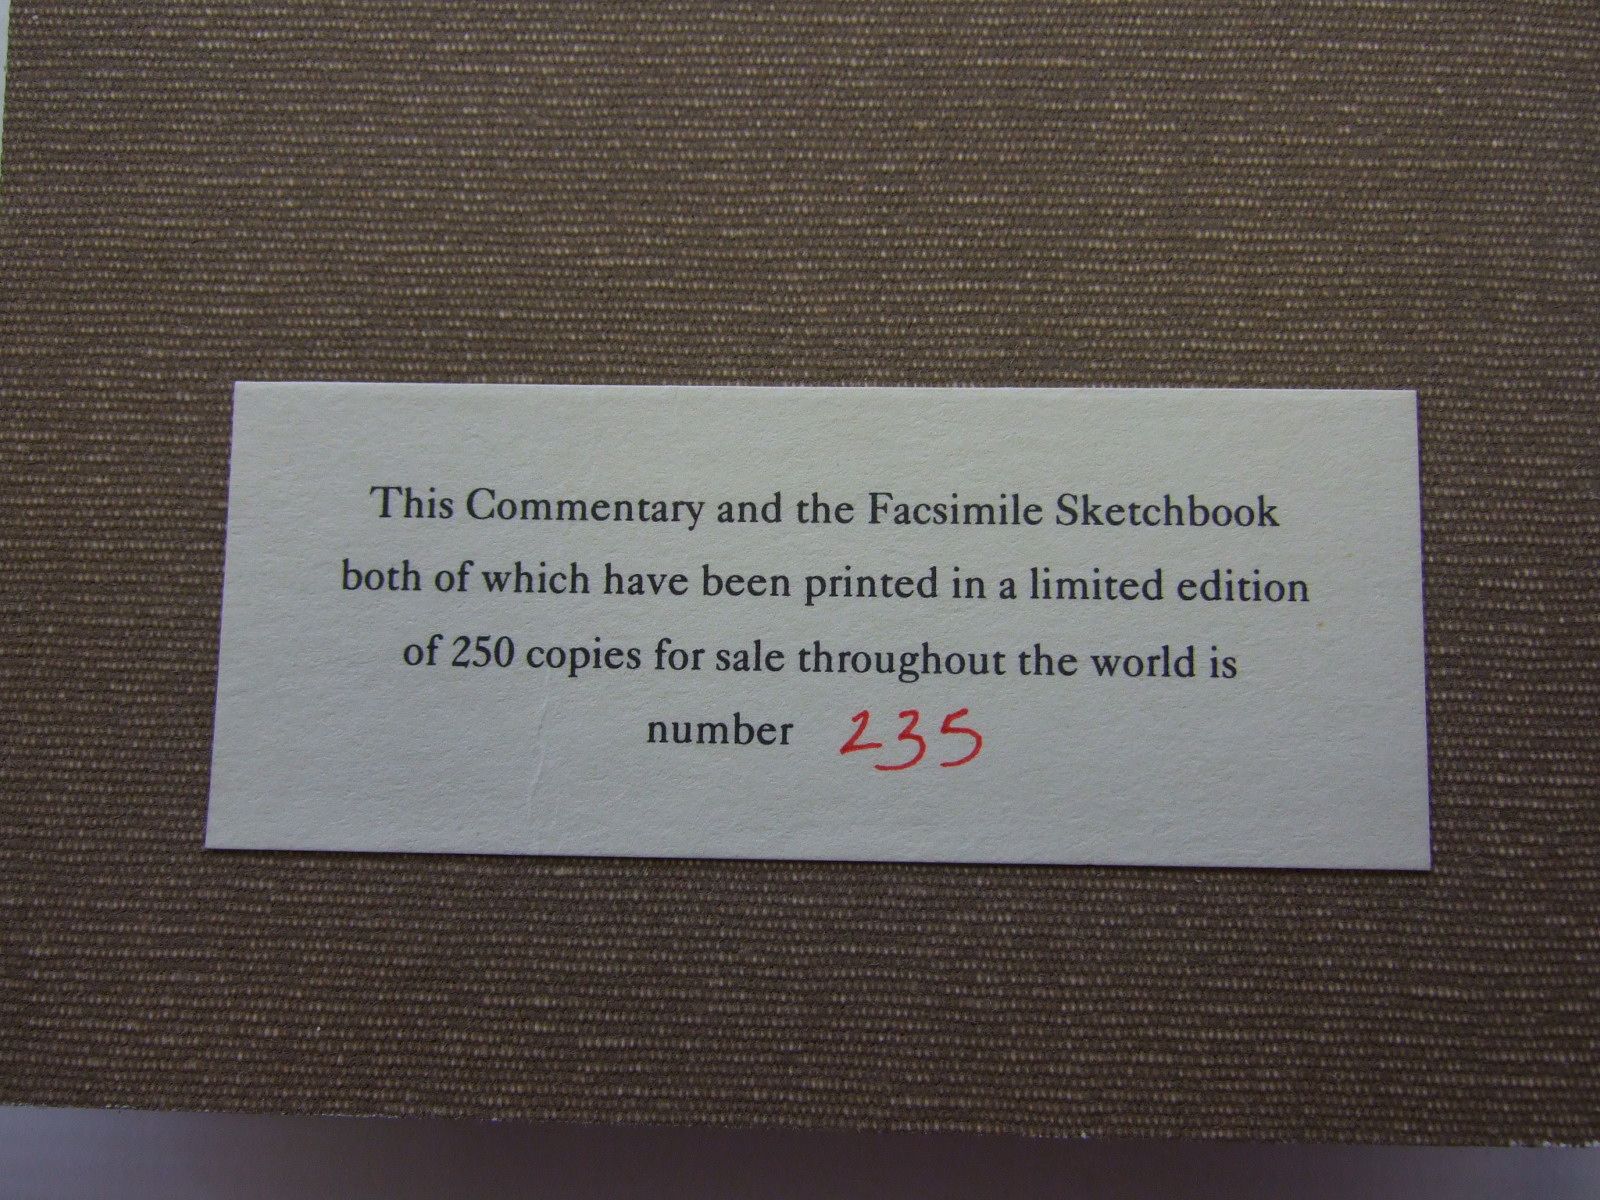 This Commentary and the Facsimile Sketchbook
both of which have been printed in a limited edition
of 250 copies for sale throughout the world is
number 235